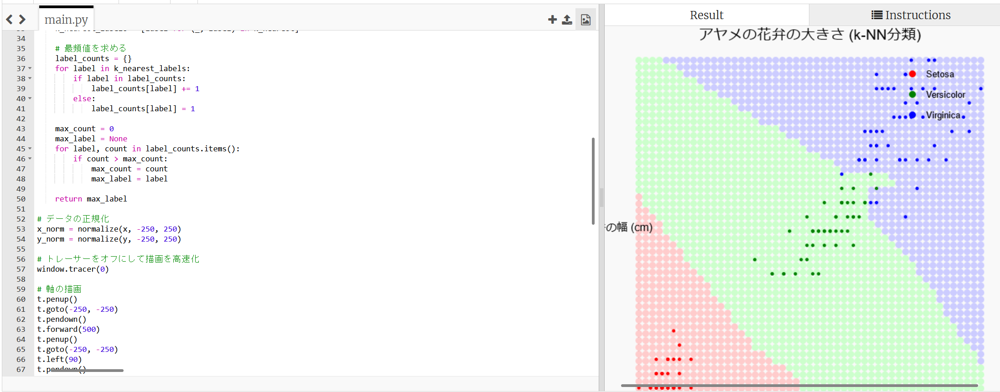 main.py
34
35 # 最頻値を求める
36 label_counts = {}
37 for label in k_nearest_labels:
38 if label in label_counts:
39 label_counts[label] += 1
40 else:
41 label_counts[label] = 1
42
43 max_count = 0
44 max_label = None
45 for label, count in label_counts.items():
46 if count > max_count:
47 max_count = count
48 max_label = label
49
50 return max_label
51
52 # データの正規化
53 x_norm = normalize(x, -250, 250)
54 y_norm = normalize(y, -250, 250)
55
56 # トレーサーをオフにして描画を高速化
57 window.tracer(0)
58
59 # 軸の描画
60 t.penup()
61 t.goto(-250, -250)
62 t.pendown()
63 t.forward(500)
64 t.penup()
65 t.goto(-250, -250)
66 t.left(90)
67 t.pendown()
Result
Instructions
アヤメの花弁の大きさ (k-NN分類)
Setosa
Versicolor
Virginica
の幅 (cm)